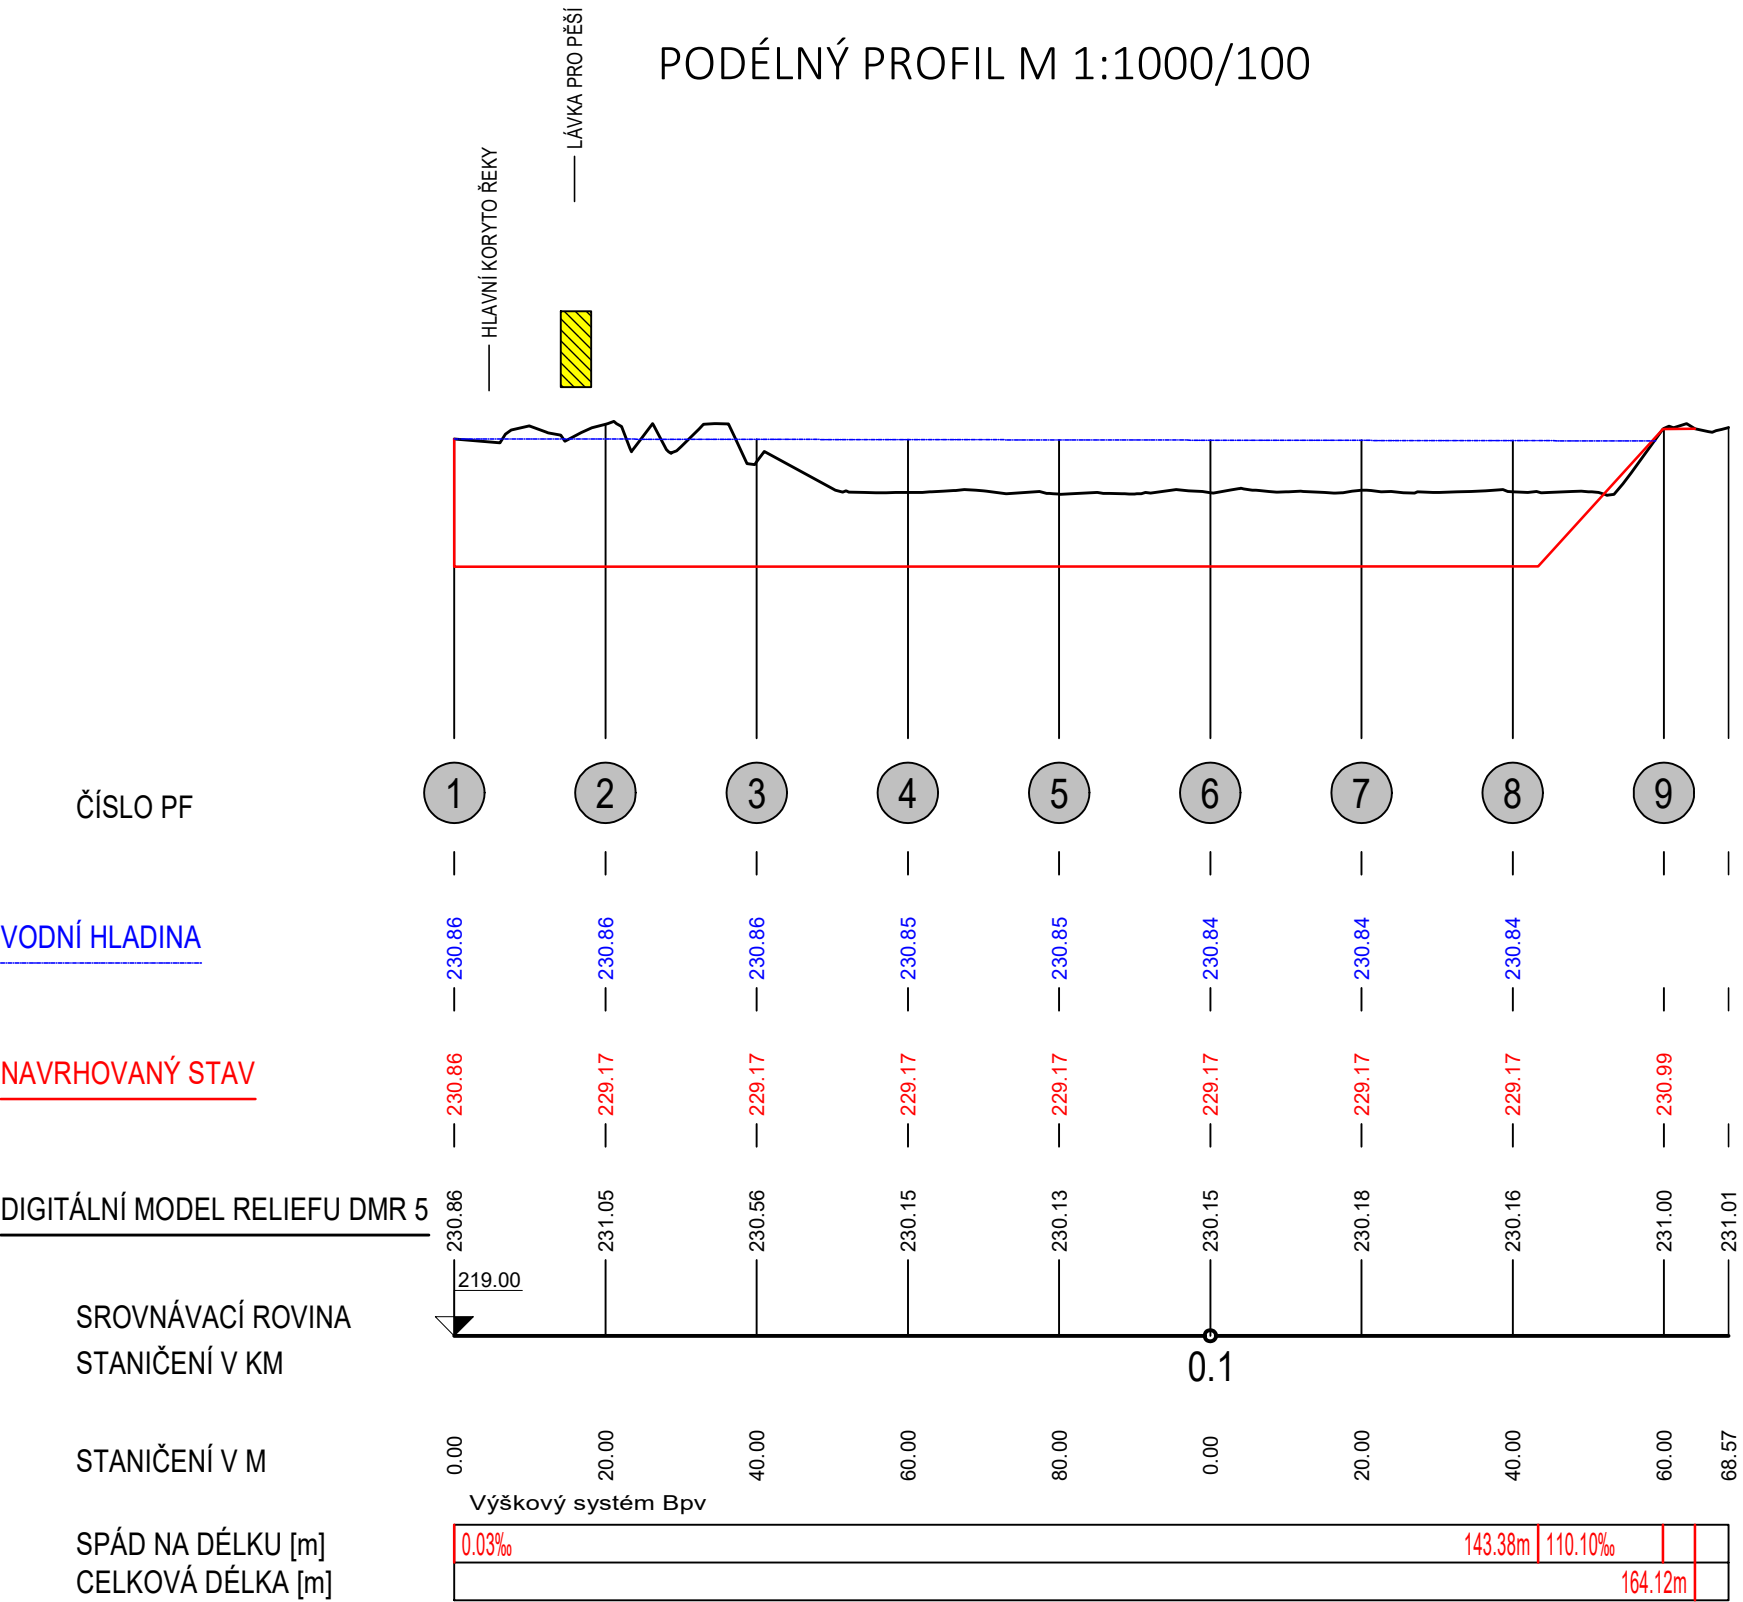 PODÉLNÝ PROFIL M 1:1000/100
LÁVKA PRO PĚŠÍ
HLAVNÍ KORYTO ŘEKY
ČÍSLO PF 1 2 3 4 5 6 7 8 9
VODNÍ HLADINA 230.86 230.86 230.86 230.85 230.85 230.84 230.84 230.84
NAVRHOVANÝ STAV 230.86 229.17 229.17 229.17 229.17 229.17 229.17 229.17 230.99
DIGITÁLNÍ MODEL RELIEFU DMR 5 230.86 231.05 230.56 230.15 230.13 230.15 230.18 230.16 231.00 231.01
219.00
SROVNÁVACÍ ROVINA
STANIČENÍ V KM 0.1
STANIČENÍ V M 0.00 20.00 40.00 60.00 80.00 0.00 20.00 40.00 60.00 68.57
Výškový systém Bpv
SPÁD NA DÉLKU [m] 0.03‰ 143.38m 110.10‰
CELKOVÁ DÉLKA [m] 164.12m